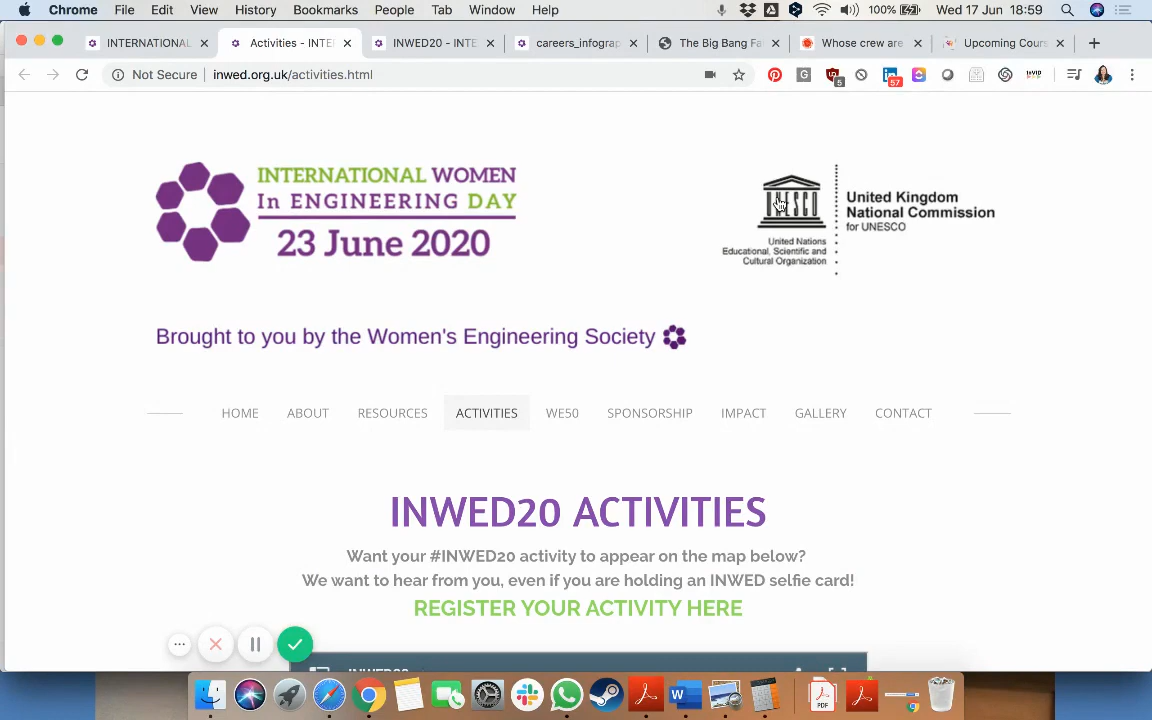 Chrome File Edit View History Bookmarks People Tab Window Help 100% Wed 17 Jun 18:59
INTERNATIONAL Activities - INTE INWED20 - INTE careers_infograp The Big Bang Fa Whose crew are Upcoming Cours
Not Secure inwed.org.uk/activities.html 5 57
INTERNATIONAL WOMEN
In ENGINEERING DAY
23 June 2020
UNESCO
United Nations
Educational, Scientific and
Cultural Organization
United Kingdom
National Commission
for UNESCO
Brought to you by the Women's Engineering Society
HOME ABOUT RESOURCES ACTIVITIES WE50 SPONSORSHIP IMPACT GALLERY CONTACT
INWED20 ACTIVITIES
Want your #INWED20 activity to appear on the map below?
We want to hear from you, even if you are holding an INWED selfie card!
REGISTER YOUR ACTIVITY HERE
PDF